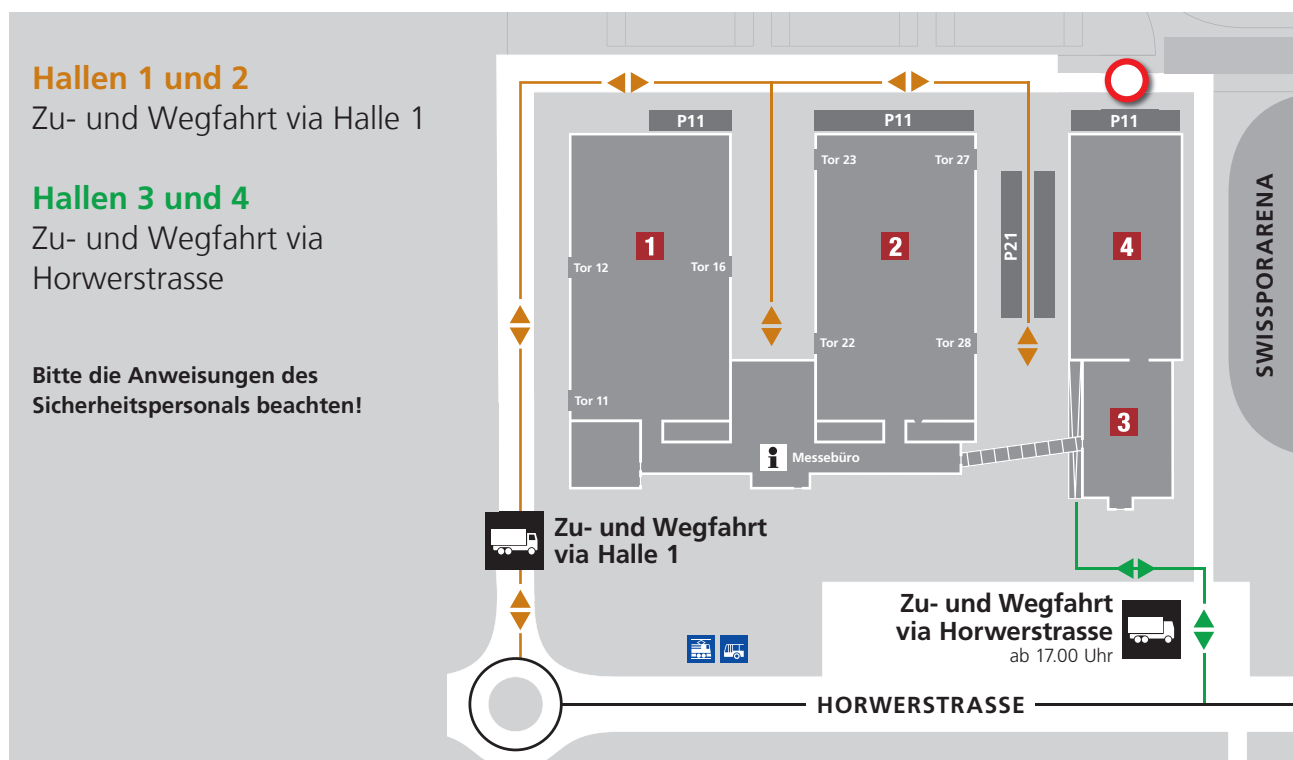 Hallen 1 und 2
Zu- und Wegfahrt via Halle 1
Hallen 3 und 4
Zu- und Wegfahrt via
Horwerstrasse
Bitte die Anweisungen des
Sicherheitspersonals beachten!
P11
P11
P11
Tor 23
Tor 27
1
2
4
P21
SWISSPORARENA
Tor 12
Tor 16
Tor 22
Tor 28
Tor 11
3
i
Messebüro
Zu- und Wegfahrt
via Halle 1
Zu- und Wegfahrt
via Horwerstrasse
ab 17.00 Uhr
HORWERSTRASSE